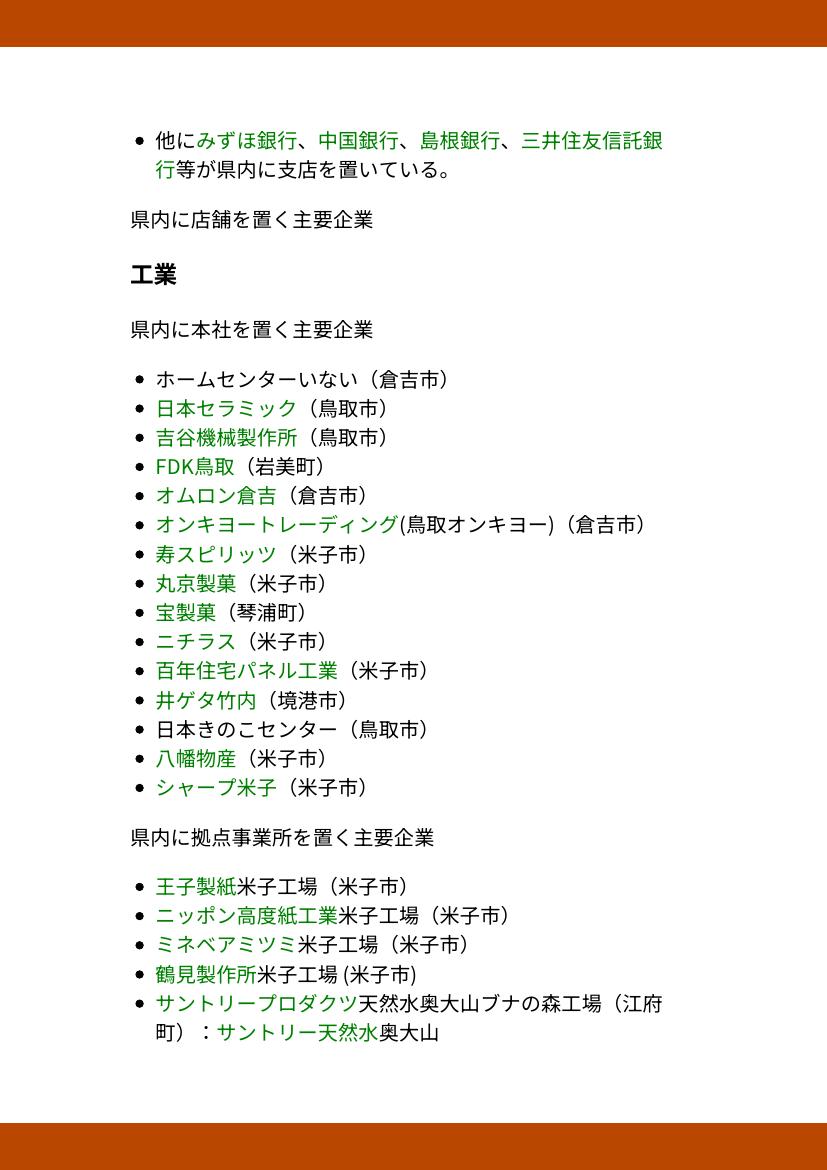 他にみずほ銀行、中国銀行、島根銀行、三井住友信託銀
行等が県内に支店を置いている。
県内に店舗を置く主要企業
工業
県内に本社を置く主要企業
ホームセンターいない（倉吉市）
日本セラミック（鳥取市）
吉谷機械製作所（鳥取市）
FDK鳥取（岩美町）
オムロン倉吉（倉吉市）
オンキヨートレーディング(鳥取オンキヨー)（倉吉市）
寿スピリッツ（米子市）
丸京製菓（米子市）
宝製菓（琴浦町）
ニチラス（米子市）
百年住宅パネル工業（米子市）
井ゲタ竹内（境港市）
日本きのこセンター（鳥取市）
八幡物産（米子市）
シャープ米子（米子市）
県内に拠点事業所を置く主要企業
王子製紙米子工場（米子市）
ニッポン高度紙工業米子工場（米子市）
ミネベアミツミ米子工場（米子市）
鶴見製作所米子工場 (米子市)
サントリープロダクツ天然水奥大山ブナの森工場（江府
町）：サントリー天然水奥大山